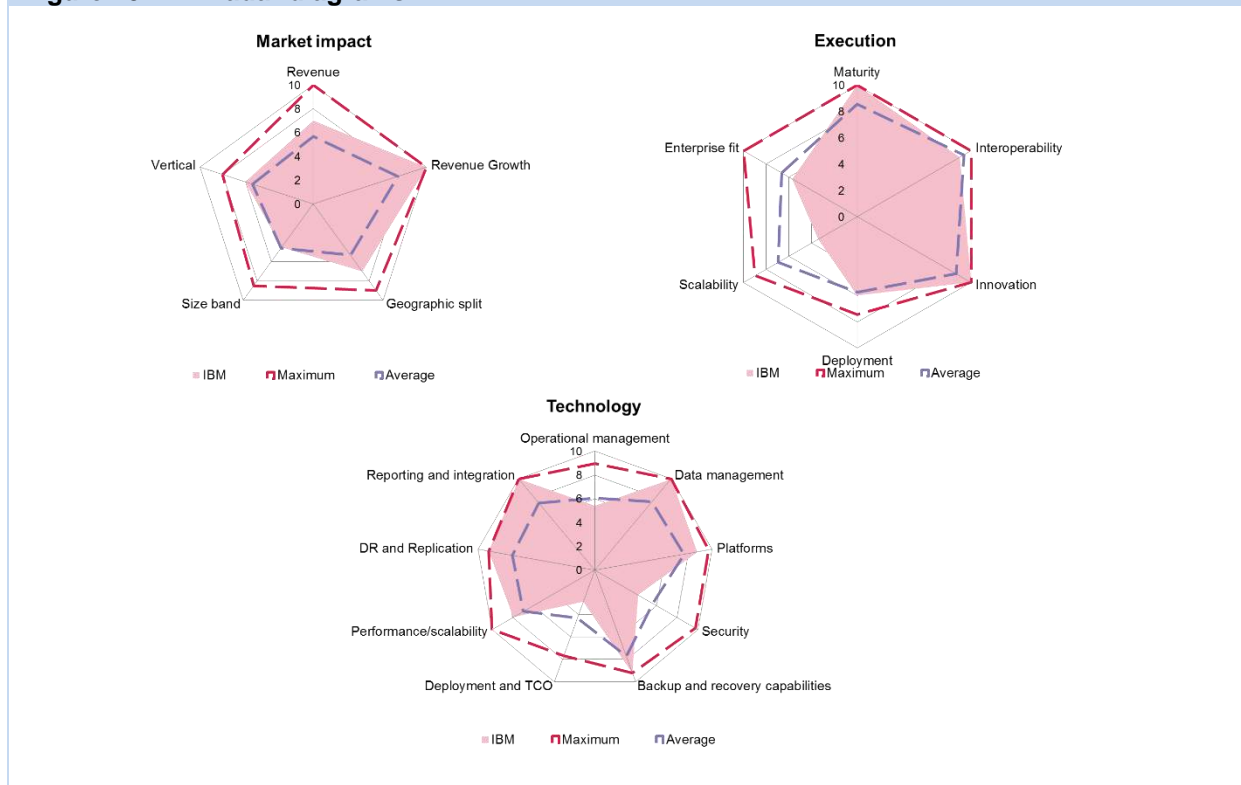 Market impact
Revenue
10
8
6
4
2
0
Vertical
Revenue Growth
Size band
Geographic split
IBM Maximum Average
Execution
Maturity
10
8
6
4
2
0
Enterprise fit
Interoperability
Scalability
Innovation
Deployment
IBM Maximum Average
Technology
Operational management
10
8
6
4
2
0
Reporting and integration
Data management
DR and Replication
Platforms
Performance/scalability
Security
Deployment and TCO
Backup and recovery capabilities
IBM Maximum Average